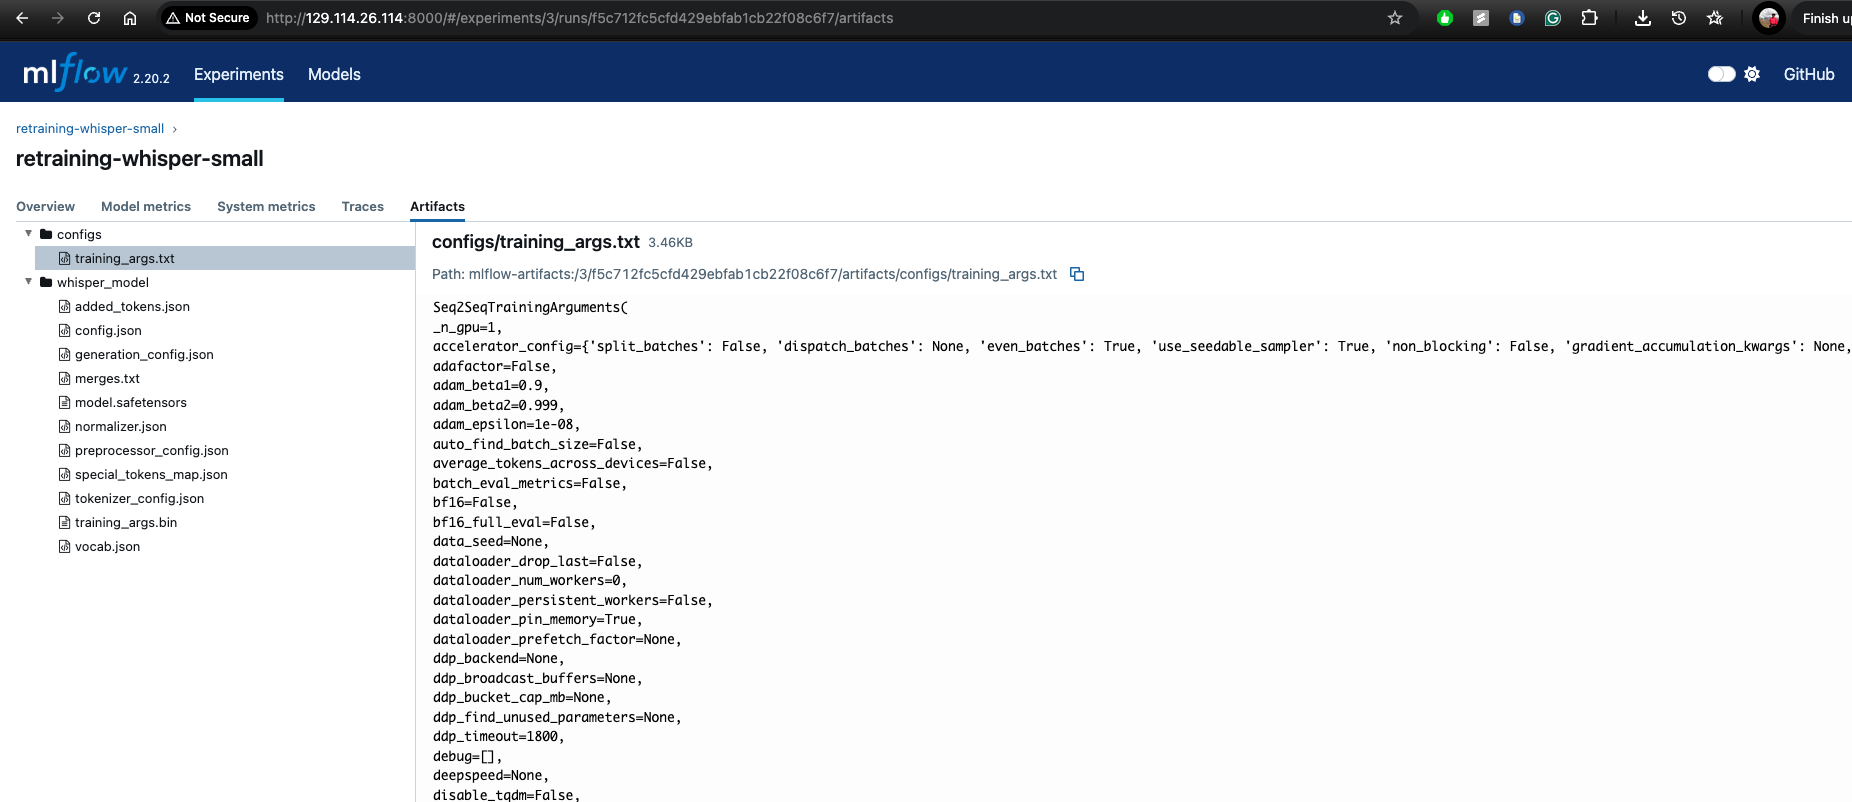 Not Secure http://129.114.26.114:8000/#/experiments/3/runs/f5c712fc5cfd429ebfab1cb22f08c6f7/artifacts
mlflow 2.20.2 Experiments Models GitHub
retraining-whisper-small ›
retraining-whisper-small
Overview Model metrics System metrics Traces Artifacts
configs
training_args.txt
whisper_model
added_tokens.json
config.json
generation_config.json
merges.txt
model.safetensors
normalizer.json
preprocessor_config.json
special_tokens_map.json
tokenizer_config.json
training_args.bin
vocab.json
configs/training_args.txt 3.46KB
Path: mlflow-artifacts:/3/f5c712fc5cfd429ebfab1cb22f08c6f7/artifacts/configs/training_args.txt
Seq2SeqTrainingArguments(
_n_gpu=1,
accelerator_config={'split_batches': False, 'dispatch_batches': None, 'even_batches': True, 'use_seedable_sampler': True, 'non_blocking': False, 'gradient_accumulation_kwargs': None,
adafactor=False,
adam_beta1=0.9,
adam_beta2=0.999,
adam_epsilon=1e-08,
auto_find_batch_size=False,
average_tokens_across_devices=False,
batch_eval_metrics=False,
bf16=False,
bf16_full_eval=False,
data_seed=None,
dataloader_drop_last=False,
dataloader_num_workers=0,
dataloader_persistent_workers=False,
dataloader_pin_memory=True,
dataloader_prefetch_factor=None,
ddp_backend=None,
ddp_broadcast_buffers=None,
ddp_bucket_cap_mb=None,
ddp_find_unused_parameters=None,
ddp_timeout=1800,
debug=[],
deepspeed=None,
disable_tqdm=False,